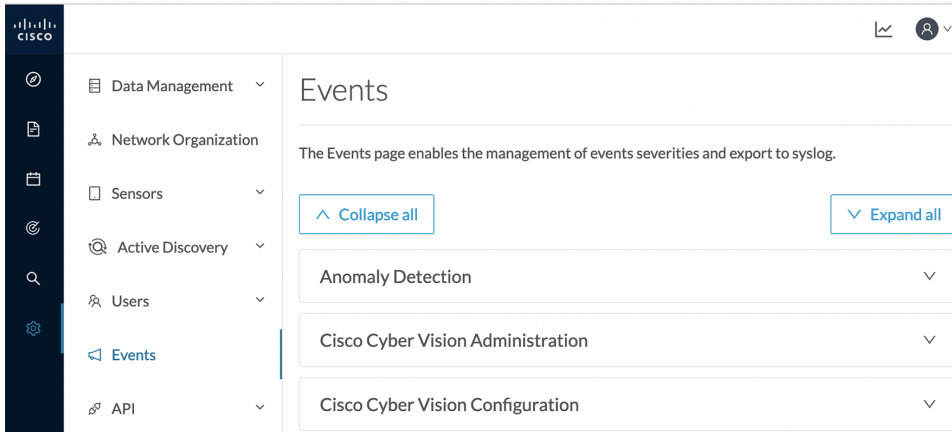 cisco
Data Management
Network Organization
Sensors
Active Discovery
Users
Events
API
Events
The Events page enables the management of events severities and export to syslog.
Collapse all
Expand all
Anomaly Detection
Cisco Cyber Vision Administration
Cisco Cyber Vision Configuration